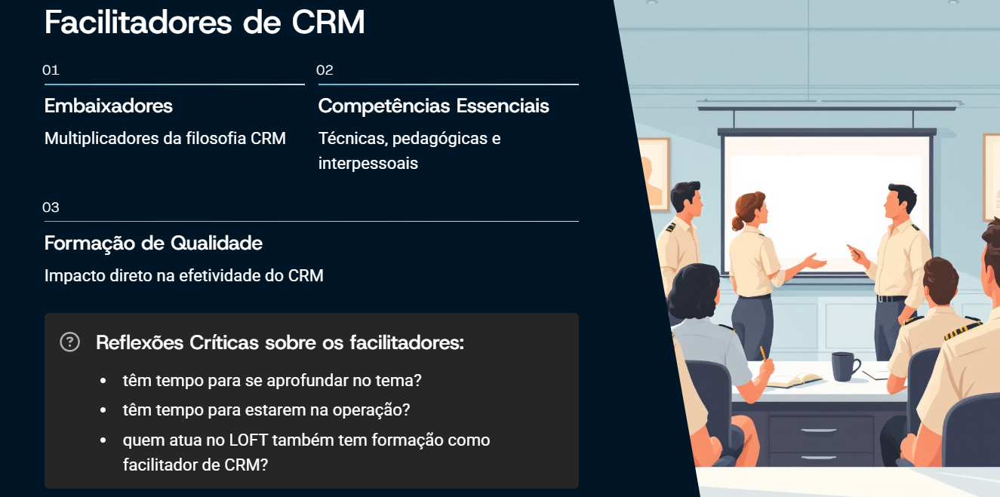 Facilitadores de CRM
01
Embaixadores
Multiplicadores da filosofia CRM
02
Competências Essenciais
Técnicas, pedagógicas e
interpessoais
03
Formação de Qualidade
Impacto direto na efetividade do CRM
Reflexões Críticas sobre os facilitadores:
• têm tempo para se aprofundar no tema?
• têm tempo para estarem na operação?
• quem atua no LOFT também tem formação como
facilitador de CRM?